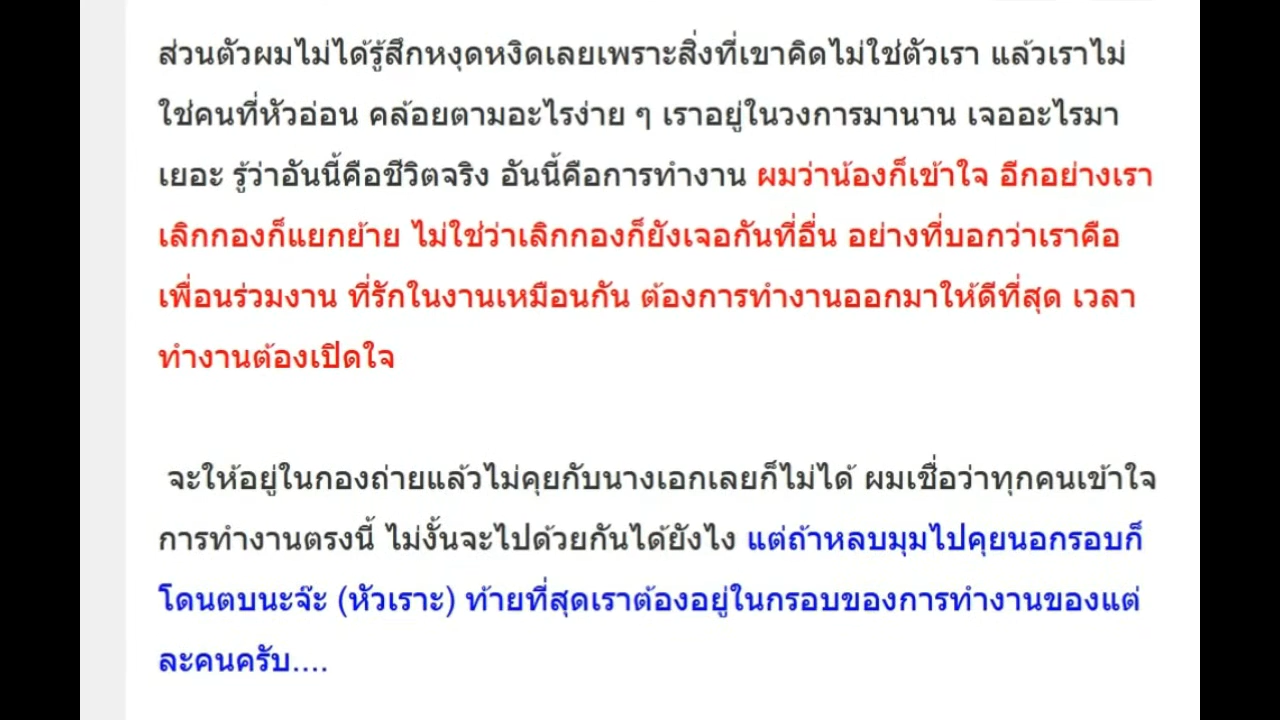 ส่วนตัวผมไม่ได้รู้สึกหงุดหงิดเลยเพราะสิ่งที่เขาคิดไม่ใช่ตัวเรา แล้วเราไม่
ใช่คนที่หัวอ่อน คล้อยตามอะไรง่าย ๆ เราอยู่ในวงการมานาน เจออะไรมา
เยอะ รู้ว่าอันนี้คือชีวิตจริง อันนี้คือการทำงาน ผมว่าน้องก็เข้าใจ อีกอย่างเรา
เลิกกองก็แยกย้าย ไม่ใช่ว่าเลิกกองก็ยังเจอกันที่อื่น อย่างที่บอกว่าเราคือ
เพื่อนร่วมงาน ที่รักในงานเหมือนกัน ต้องการทำงานออกมาให้ดีที่สุด เวลา
ทำงานต้องเปิดใจ
จะให้อยู่ในกองถ่ายแล้วไม่คุยกับนางเอกเลยก็ไม่ได้ ผมเชื่อว่าทุกคนเข้าใจ
การทำงานตรงนี้ ไม่งั้นจะไปด้วยกันได้ยังไง แต่ถ้าหลบมุมไปคุยนอกรอบก็
โดนตบนะจ๊ะ (หัวเราะ) ท้ายที่สุดเราต้องอยู่ในกรอบของการทำงานของแต่
ละคนครับ....